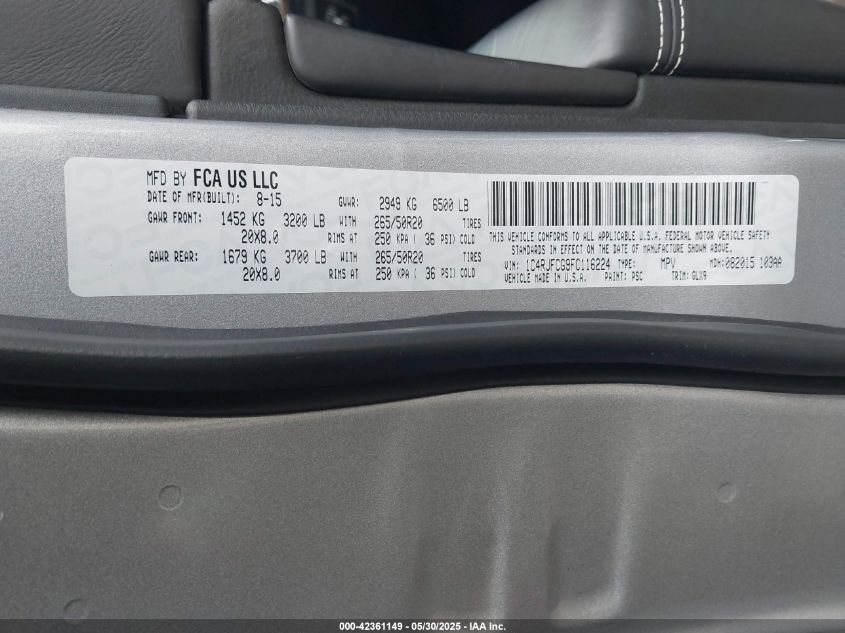 MFD BY FCA US LLC
DATE OF MFR(BUILT): 8-15 GVWR: 2949 KG 6500 LB
GAWR FRONT: 1452 KG 3200 LB WITH 265/50R20 TIRES
20X8.0 RIMS AT 250 KPA ( 36 PSI) COLD
GAWR REAR: 1679 KG 3700 LB WITH 265/50R20 TIRES
20X8.0 RIMS AT 250 KPA ( 36 PSI) COLD
THIS VEHICLE CONFORMS TO ALL APPLICABLE U.S.A. FEDERAL MOTOR VEHICLE SAFETY
STANDARDS IN EFFECT ON THE DATE OF MANUFACTURE SHOWN ABOVE.
VIN: 1C4RJFCG9FC116224 TYPE: MPV MDH:082015 103AA
VEHICLE MADE IN U.S.A. PAINT: PSC TRIM: GLX9
000-42361149 - 05/30/2025 - IAA Inc.